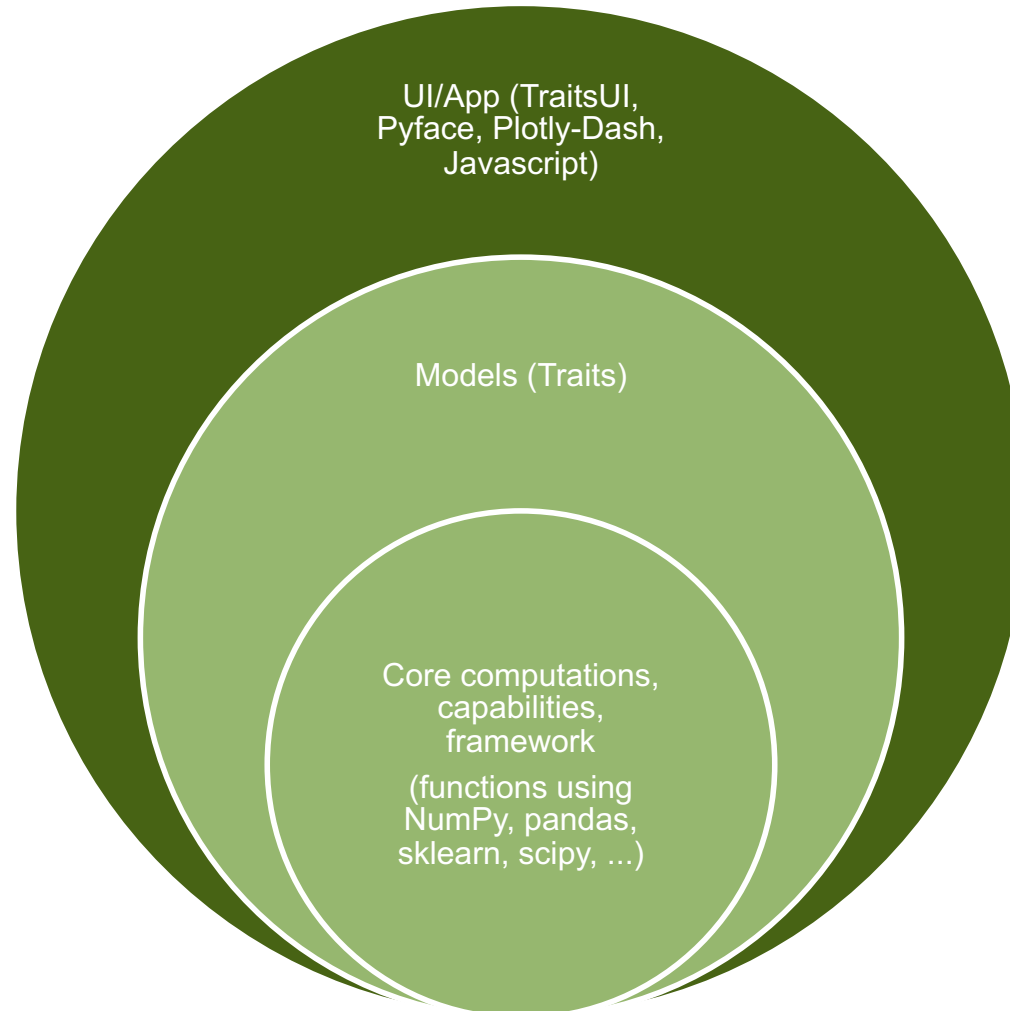 UI/App (TraitsUI,
Pyface, Plotly-Dash,
Javascript)
Models (Traits)
Core computations,
capabilities,
framework
(functions using
NumPy, pandas,
sklearn, scipy, ...)